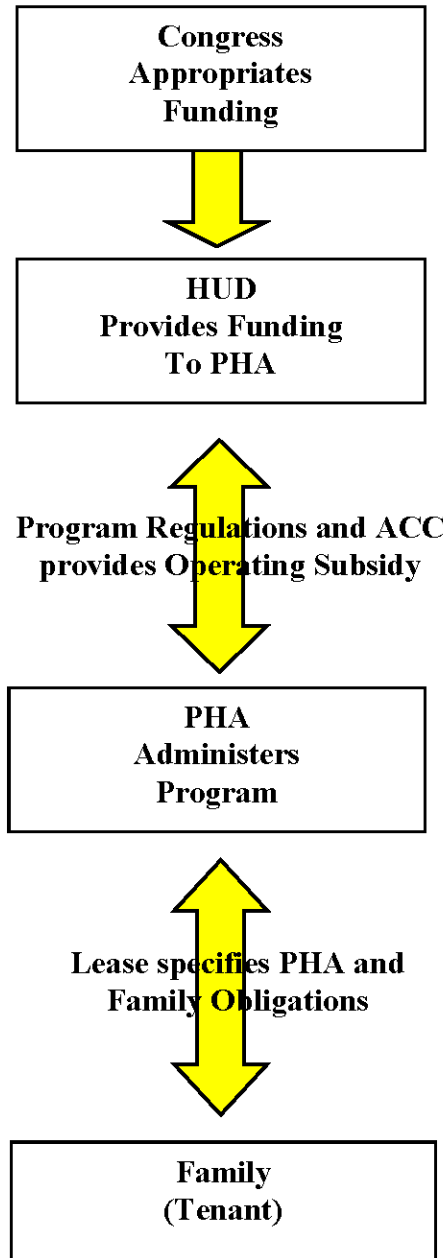 Congress
Appropriates
Funding
HUD
Provides Funding
To PHA
Program Regulations and ACC
provides Operating Subsidy
PHA
Administers
Program
Lease specifies PHA and
Family Obligations
Family
(Tenant)